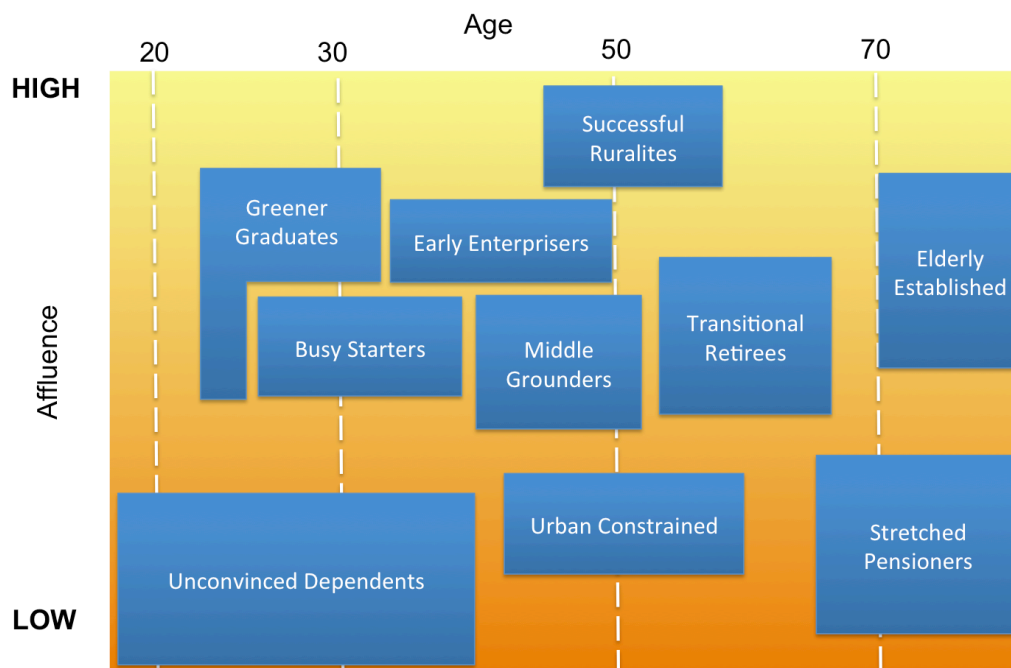 Age
20 30 50 70
HIGH
Successful
Ruralites
Greener
Graduates
Early Enterprisers
Elderly
Established
Affluence
Busy Starters
Middle
Grounders
Transitional
Retirees
Urban Constrained
Stretched
Pensioners
Unconvinced Dependents
LOW